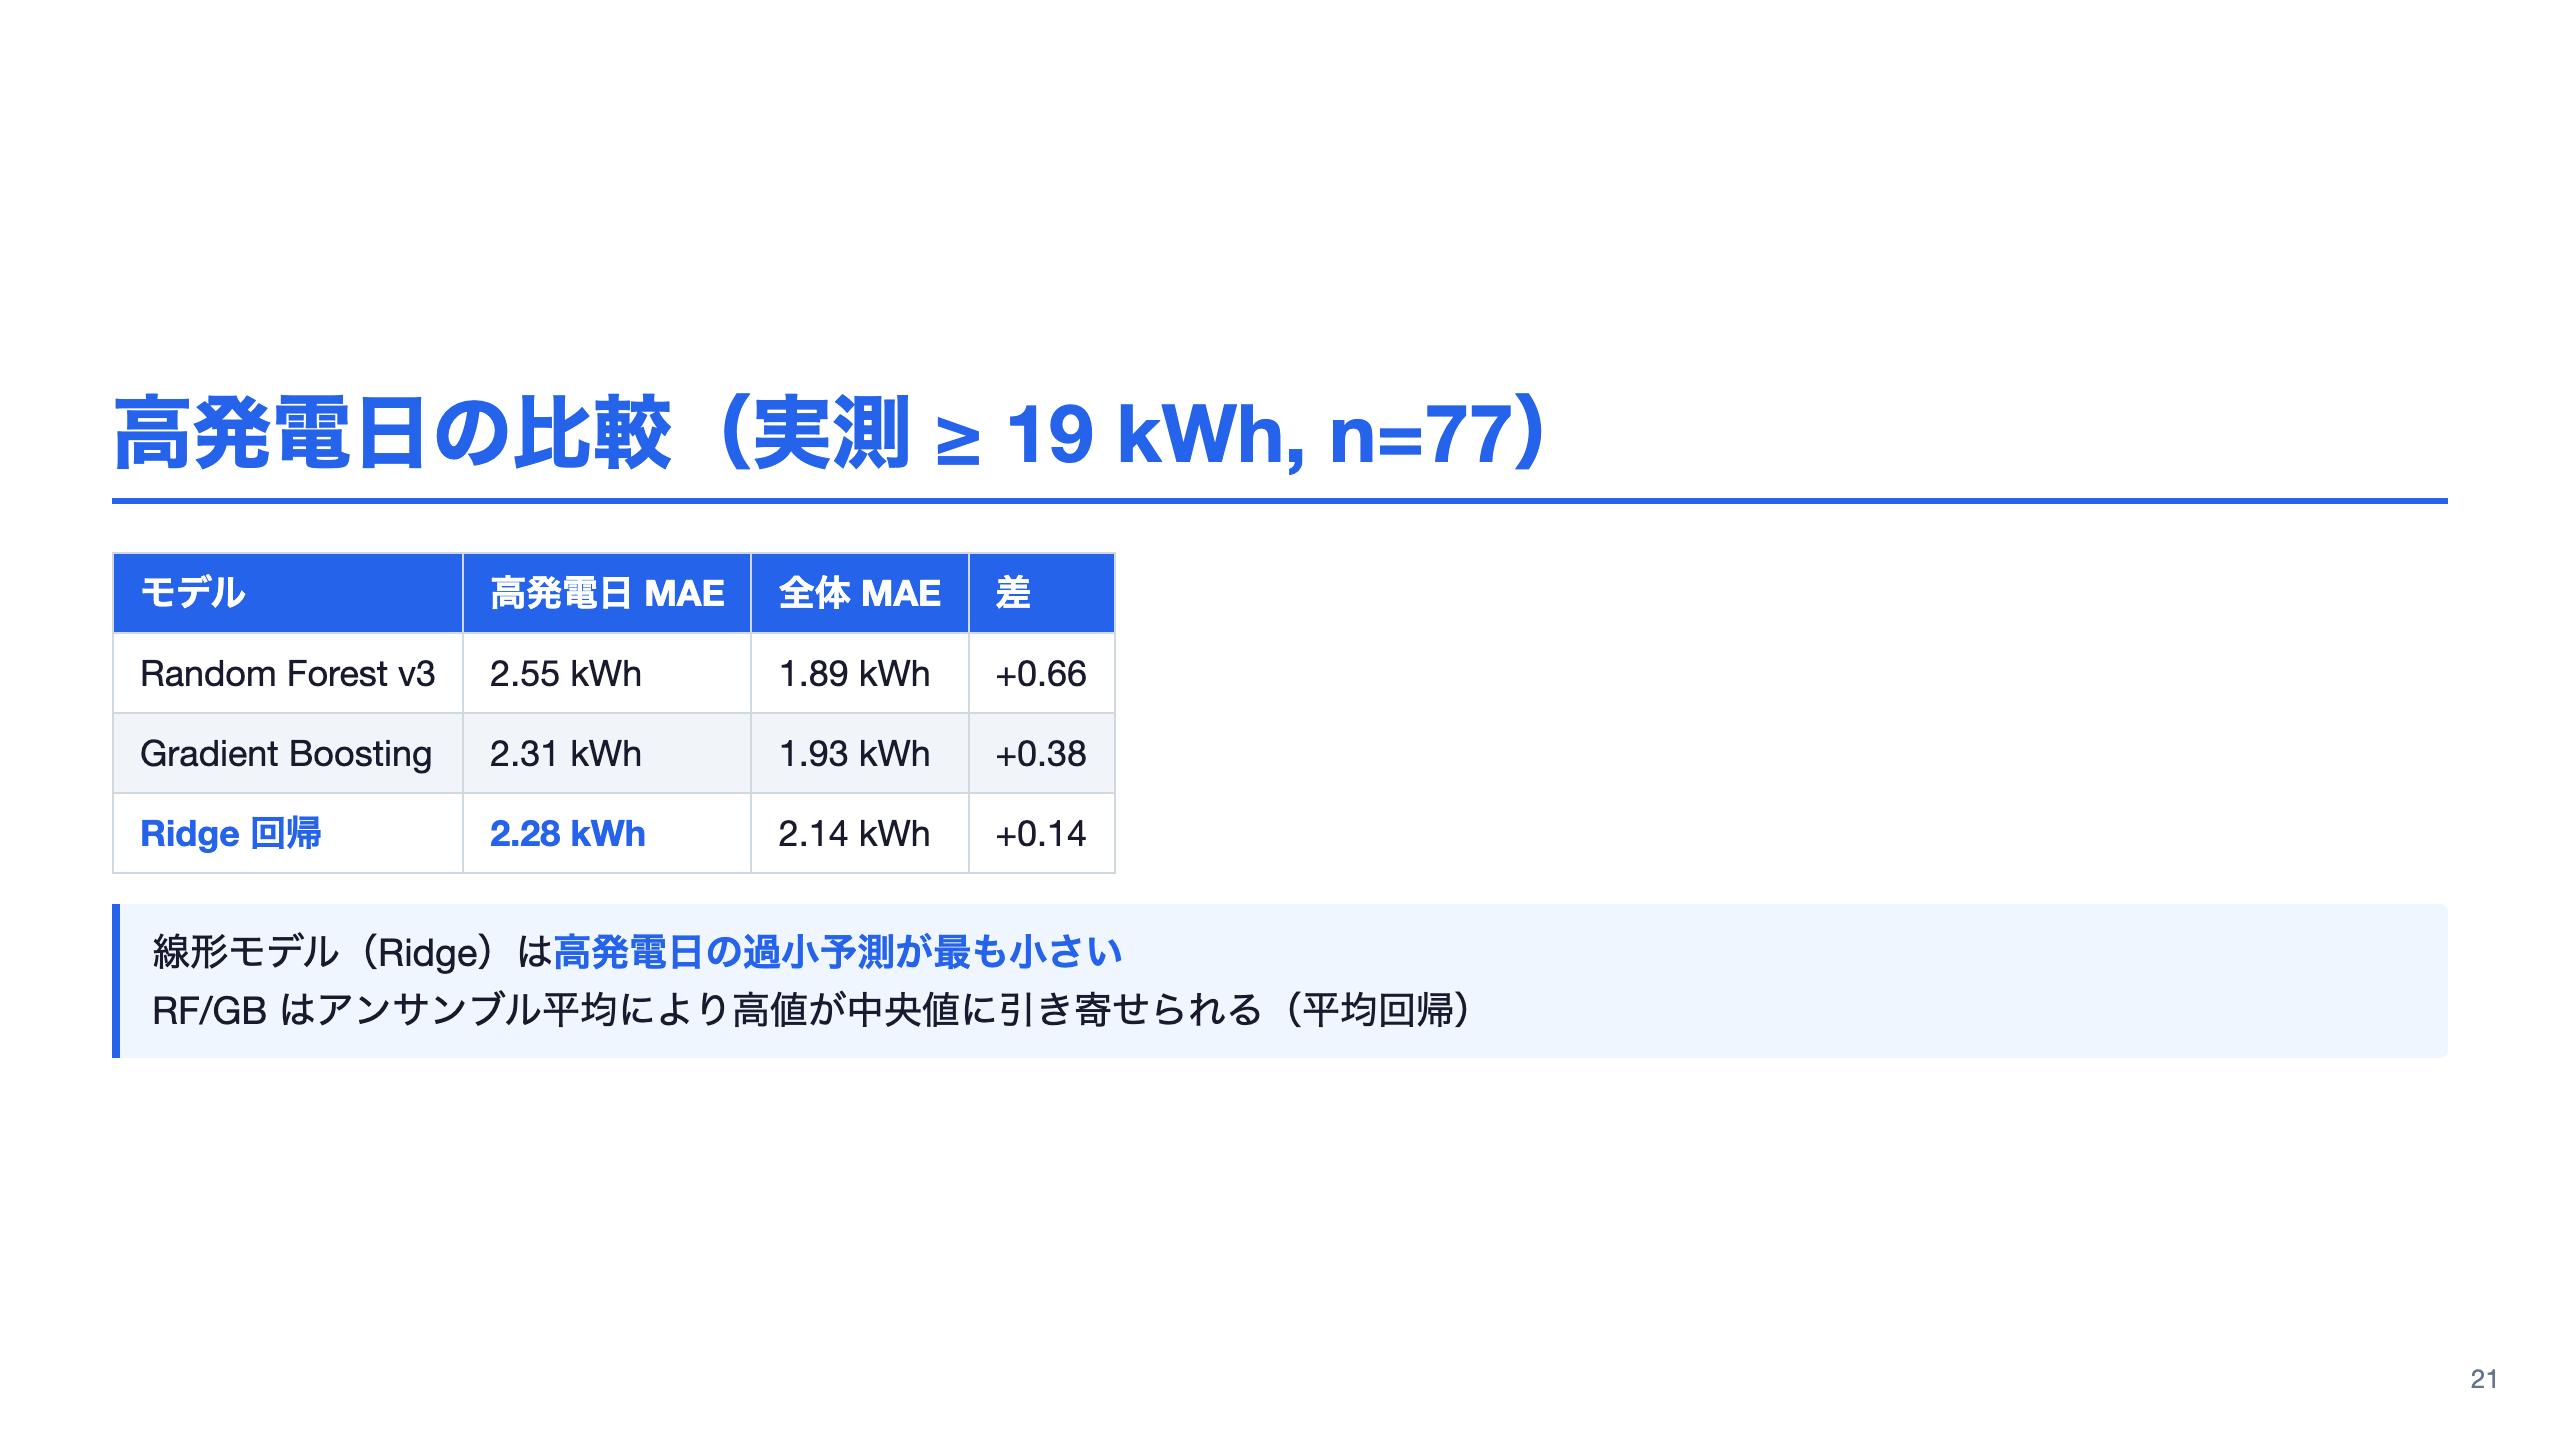 高発電日の比較（実測 ≥ 19 kWh, n=77）
モデル 高発電日 MAE 全体 MAE 差
Random Forest v3 2.55 kWh 1.89 kWh +0.66
Gradient Boosting 2.31 kWh 1.93 kWh +0.38
Ridge 回帰 2.28 kWh 2.14 kWh +0.14
線形モデル（Ridge）は高発電日の過小予測が最も小さい
RF/GB はアンサンブル平均により高値が中央値に引き寄せられる（平均回帰）
21